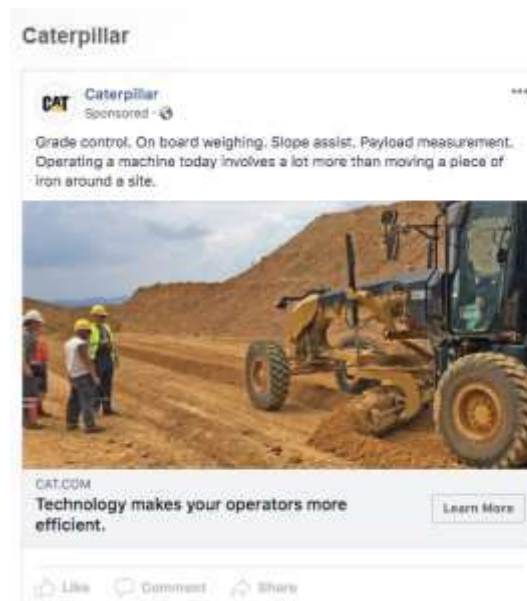 Caterpillar
CAT
Caterpillar
Sponsored ·
Grade control. On board weighing. Slope assist. Payload measurement.
Operating a machine today involves a lot more than moving a piece of
iron around a site.
CAT.COM
Technology makes your operators more
efficient.
Learn More
Like Comment Share